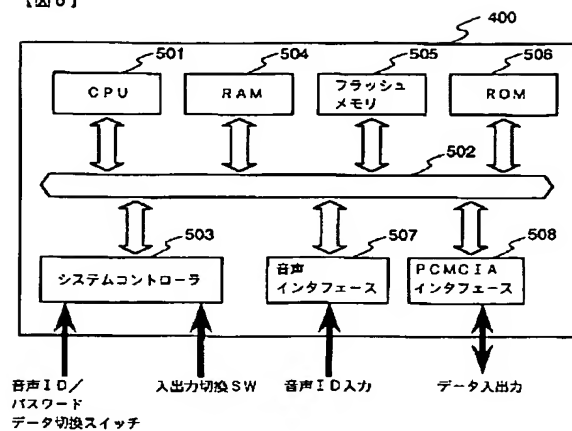 400
501
504
505
506
CPU
RAM
フラッシュ
メモリ
ROM
502
503
507
508
システムコントローラ
音声
インタフェース
PCMCIA
インタフェース
音声ID/
パスワード
データ切換スイッチ
入出力切換SW
音声ID入力
データ入出力